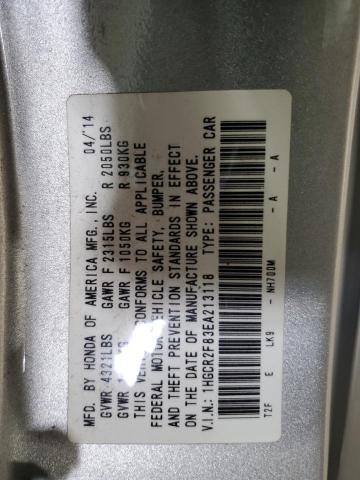 MFD. BY HONDA OF AMERICA MFG., INC. 04/'14
GVWR 4321LBS GAWR F 2315LBS R 2050LBS
GVWR GAWR F 1050KG R 930KG
THIS VEHICLE CONFORMS TO ALL APPLICABLE
FEDERAL MOTOR VEHICLE SAFETY, BUMPER,
AND THEFT PREVENTION STANDARDS IN EFFECT
ON THE DATE OF MANUFACTURE SHOWN ABOVE.
V.I.N.: 1HGCR2F83EA213118 TYPE: PASSENGER CAR
T2F E LK9 - NH700M - A - A